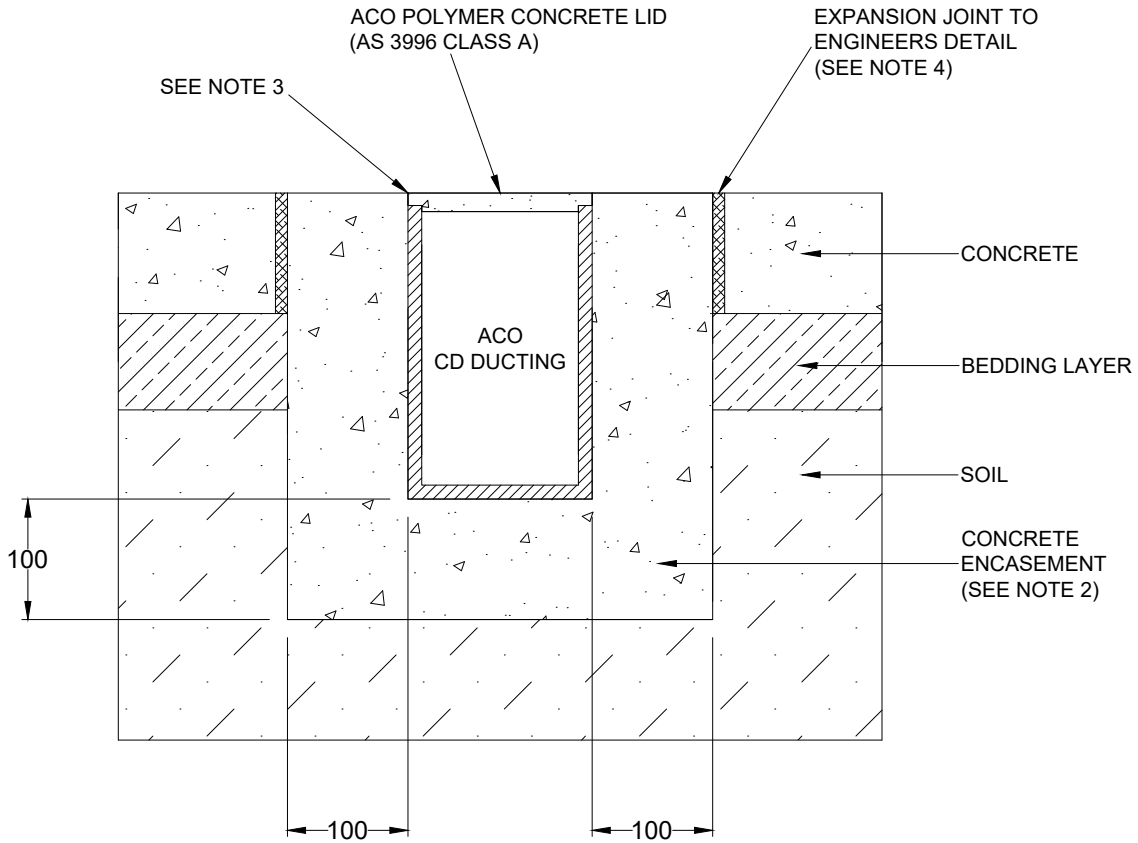 ACO POLYMER CONCRETE LID
(AS 3996 CLASS A)
EXPANSION JOINT TO
ENGINEERS DETAIL
(SEE NOTE 4)
SEE NOTE 3
CONCRETE
ACO
CD DUCTING
BEDDING LAYER
SOIL
CONCRETE
ENCASEMENT
(SEE NOTE 2)
100
100
100